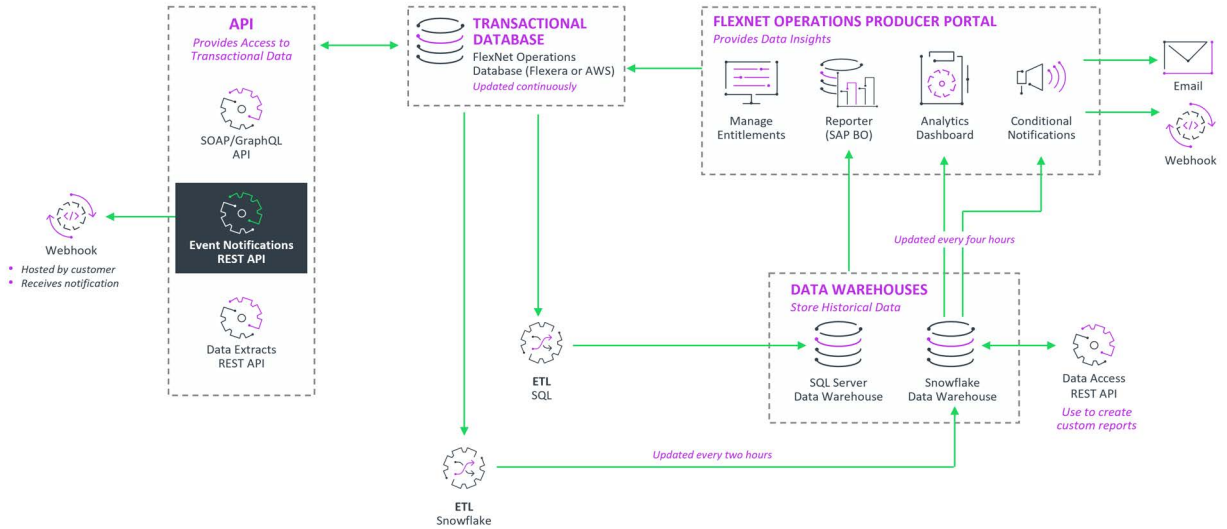 API
Provides Access to
Transactional Data
SOAP/GraphQL
API
Event Notifications
REST API
Data Extracts
REST API
Webhook
Hosted by customer
Receives notification
TRANSACTIONAL
DATABASE
FlexNet Operations
Database (Flexera or AWS)
Updated continuously
FLEXNET OPERATIONS PRODUCER PORTAL
Provides Data Insights
Manage
Entitlements
Reporter
(SAP BO)
Analytics
Dashboard
Conditional
Notifications
Email
Webhook
Updated every four hours
DATA WAREHOUSES
Store Historical Data
SQL Server
Data Warehouse
Snowflake
Data Warehouse
Data Access
REST API
Use to create
custom reports
ETL
SQL
Updated every two hours
ETL
Snowflake